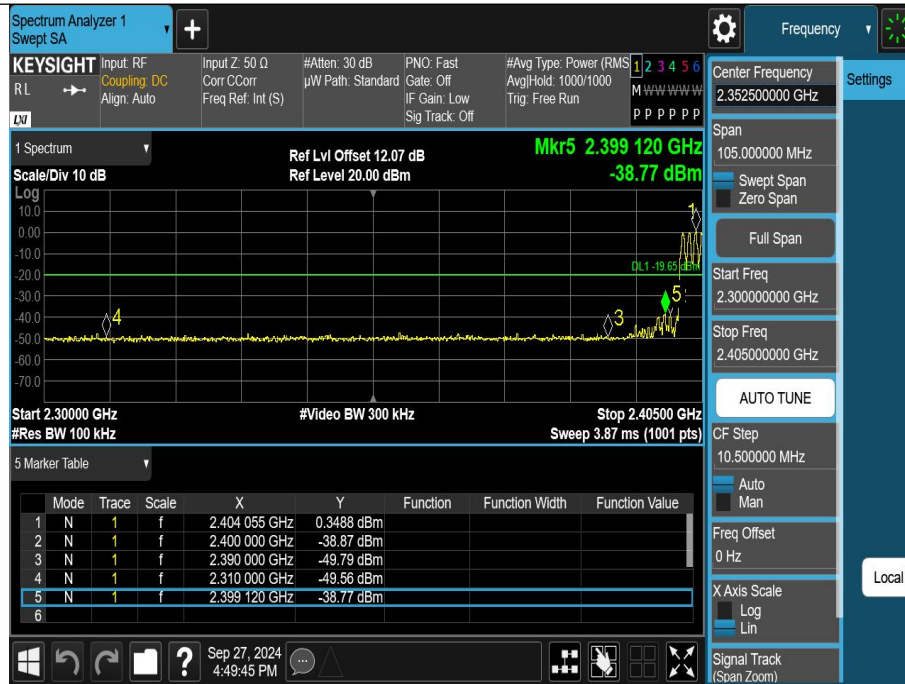 Spectrum Analyzer 1
Swept SA
+
Frequency
KEYSIGHT
RL
LXI
Input: RF
Coupling: DC
Align: Auto
Input Z: 50 Ω
Corr CCorr
Freq Ref: Int (S)
#Atten: 30 dB
µW Path: Standard
PNO: Fast
Gate: Off
IF Gain: Low
Sig Track: Off
#Avg Type: Power (RMS
Avg|Hold: 1000/1000
Trig: Free Run
1 2 3 4 5 6
M W W W W W
P P P P P P
1 Spectrum
Scale/Div 10 dB
Ref Lvl Offset 12.07 dB
Ref Level 20.00 dBm
Mkr5 2.399 120 GHz
-38.77 dBm
Log
10.0
0.00
-10.0
-20.0
-30.0
-40.0
-50.0
-60.0
-70.0
1
DL1 -19.65 dBm
5
4
3
Start 2.30000 GHz
#Video BW 300 kHz
Stop 2.40500 GHz
#Res BW 100 kHz
Sweep 3.87 ms (1001 pts)
5 Marker Table
Mode Trace Scale X Y Function Function Width Function Value
1 N 1 f 2.404 055 GHz 0.3488 dBm
2 N 1 f 2.400 000 GHz -38.87 dBm
3 N 1 f 2.390 000 GHz -49.79 dBm
4 N 1 f 2.310 000 GHz -49.56 dBm
5 N 1 f 2.399 120 GHz -38.77 dBm
6
?
Sep 27, 2024
4:49:45 PM
Center Frequency
2.352500000 GHz
Settings
Span
105.000000 MHz
Swept Span
Zero Span
Full Span
Start Freq
2.300000000 GHz
Stop Freq
2.405000000 GHz
AUTO TUNE
CF Step
10.500000 MHz
Auto
Man
Freq Offset
0 Hz
Local
X Axis Scale
Log
Lin
Signal Track
(Span Zoom)